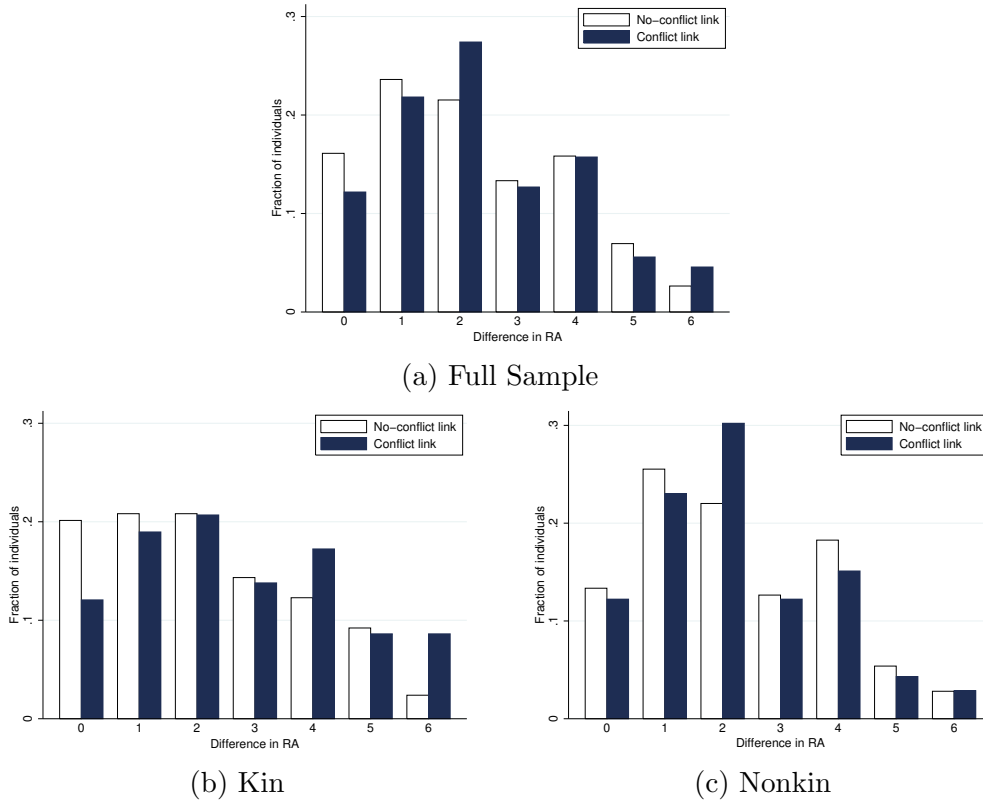 .3
No-conflict link
Conflict link
.2
.1
0
Fraction of individuals
0 1 2 3 4 5 6
Difference in RA
(a) Full Sample
.3
No-conflict link
Conflict link
.2
.1
0
Fraction of individuals
0 1 2 3 4 5 6
Difference in RA
(b) Kin
.3
No-conflict link
Conflict link
.2
.1
0
Fraction of individuals
0 1 2 3 4 5 6
Difference in RA
(c) Nonkin